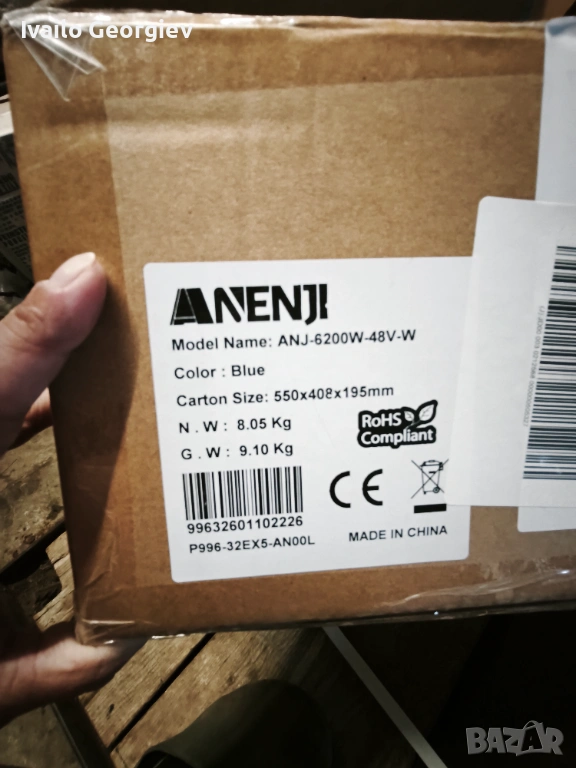 Ivailo Georgiev
ANENJI
Model Name: ANJ-6200W-48V-W
Color : Blue
Carton Size: 550x408x195mm
N . W : 8.05 Kg
G . W : 9.10 Kg
RoHS
Compliant
CE
99632601102226
P996-32EX5-AN00L
MADE IN CHINA
BAZAR